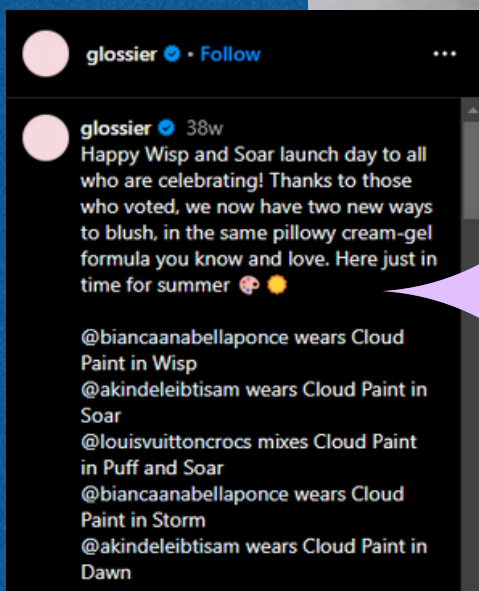 glossier • Follow
glossier 38w
Happy Wisp and Soar launch day to all
who are celebrating! Thanks to those
who voted, we now have two new ways
to blush, in the same pillowy cream-gel
formula you know and love. Here just in
time for summer 🎨 ☀️
@biancaanabellaponce wears Cloud
Paint in Wisp
@akindeleibtisam wears Cloud Paint in
Soar
@louisvuittoncrocs mixes Cloud Paint
in Puff and Soar
@biancaanabellaponce wears Cloud
Paint in Storm
@akindeleibtisam wears Cloud Paint in
Dawn